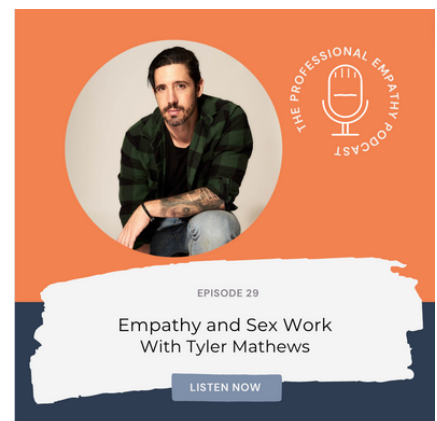 THE PROFESSIONAL EMPATHY PODCAST
EPISODE 29
Empathy and Sex Work
With Tyler Mathews
LISTEN NOW